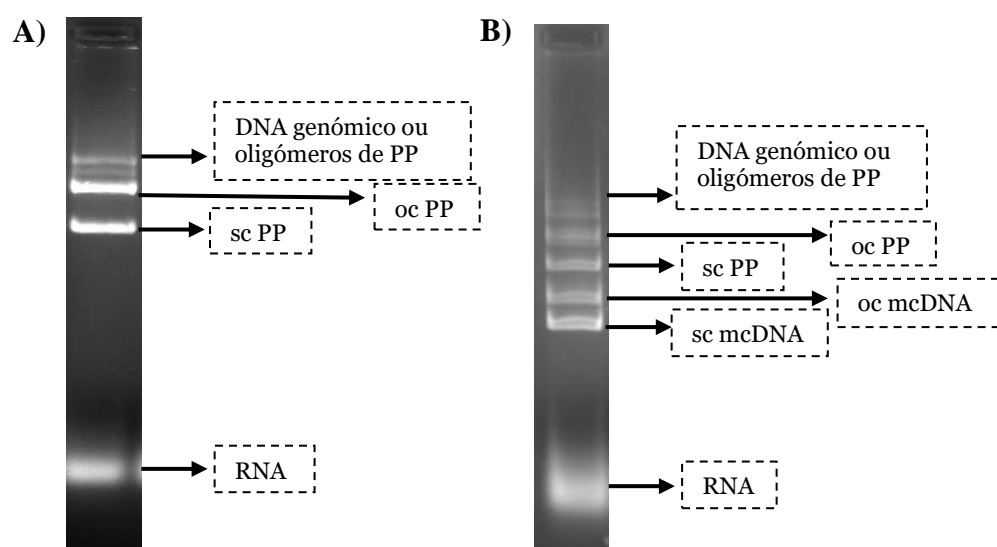 A)
DNA genómico ou
oligómeros de PP
oc PP
sc PP
RNA
B)
DNA genómico ou
oligómeros de PP
oc PP
sc PP
oc mcDNA
sc mcDNA
RNA